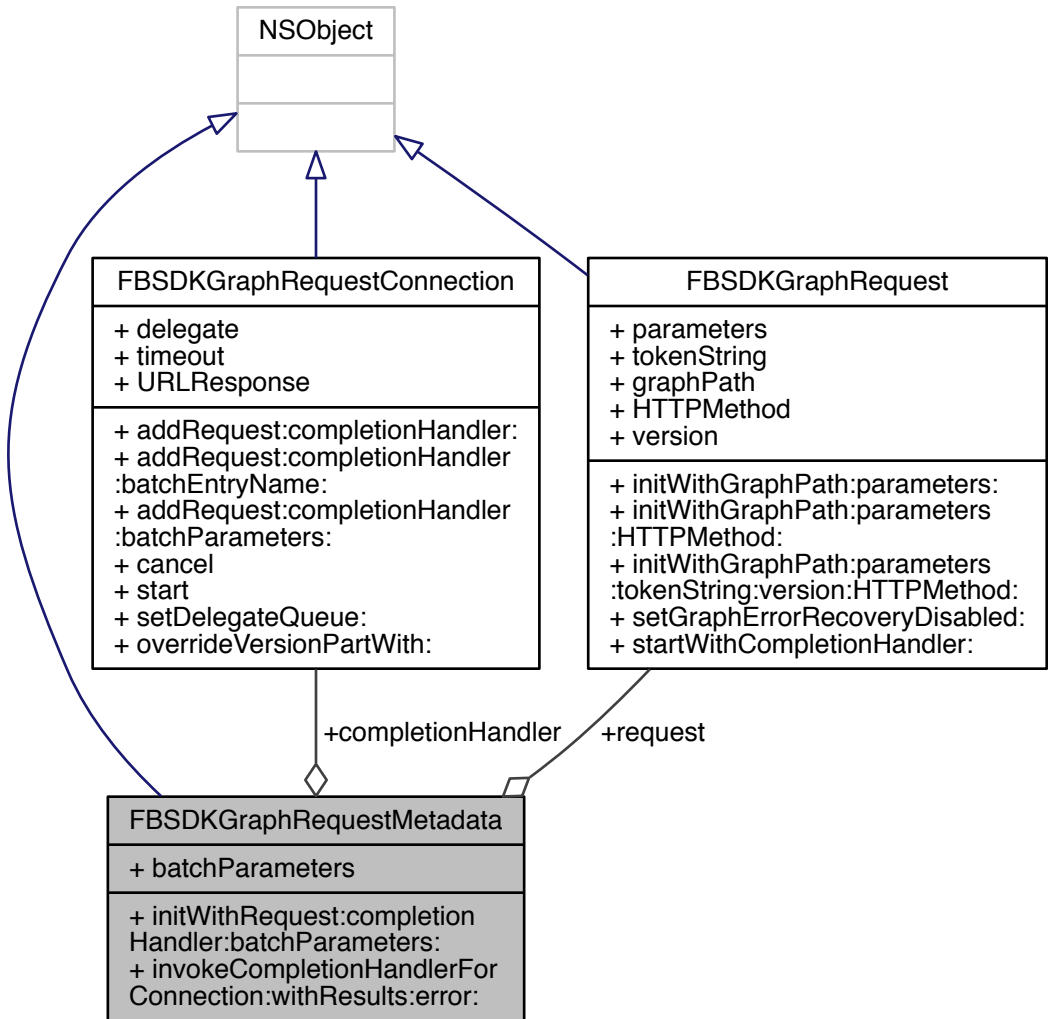 NSObject
FBSDKGraphRequestConnection
+ delegate
+ timeout
+ URLResponse
+ addRequest:completionHandler:
+ addRequest:completionHandler
:batchEntryName:
+ addRequest:completionHandler
:batchParameters:
+ cancel
+ start
+ setDelegateQueue:
+ overrideVersionPartWith:
FBSDKGraphRequest
+ parameters
+ tokenString
+ graphPath
+ HTTPMethod
+ version
+ initWithGraphPath:parameters:
+ initWithGraphPath:parameters
:HTTPMethod:
+ initWithGraphPath:parameters
:tokenString:version:HTTPMethod:
+ setGraphErrorRecoveryDisabled:
+ startWithCompletionHandler:
+completionHandler
+request
FBSDKGraphRequestMetadata
+ batchParameters
+ initWithRequest:completion
Handler:batchParameters:
+ invokeCompletionHandlerFor
Connection:withResults:error: